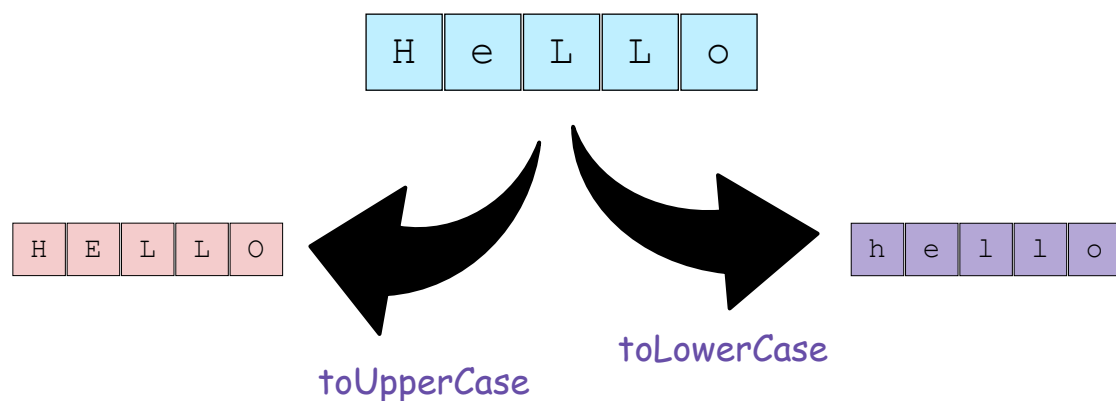 H e L L o
H E L L O
h e l l o
toLowerCase
toUpperCase